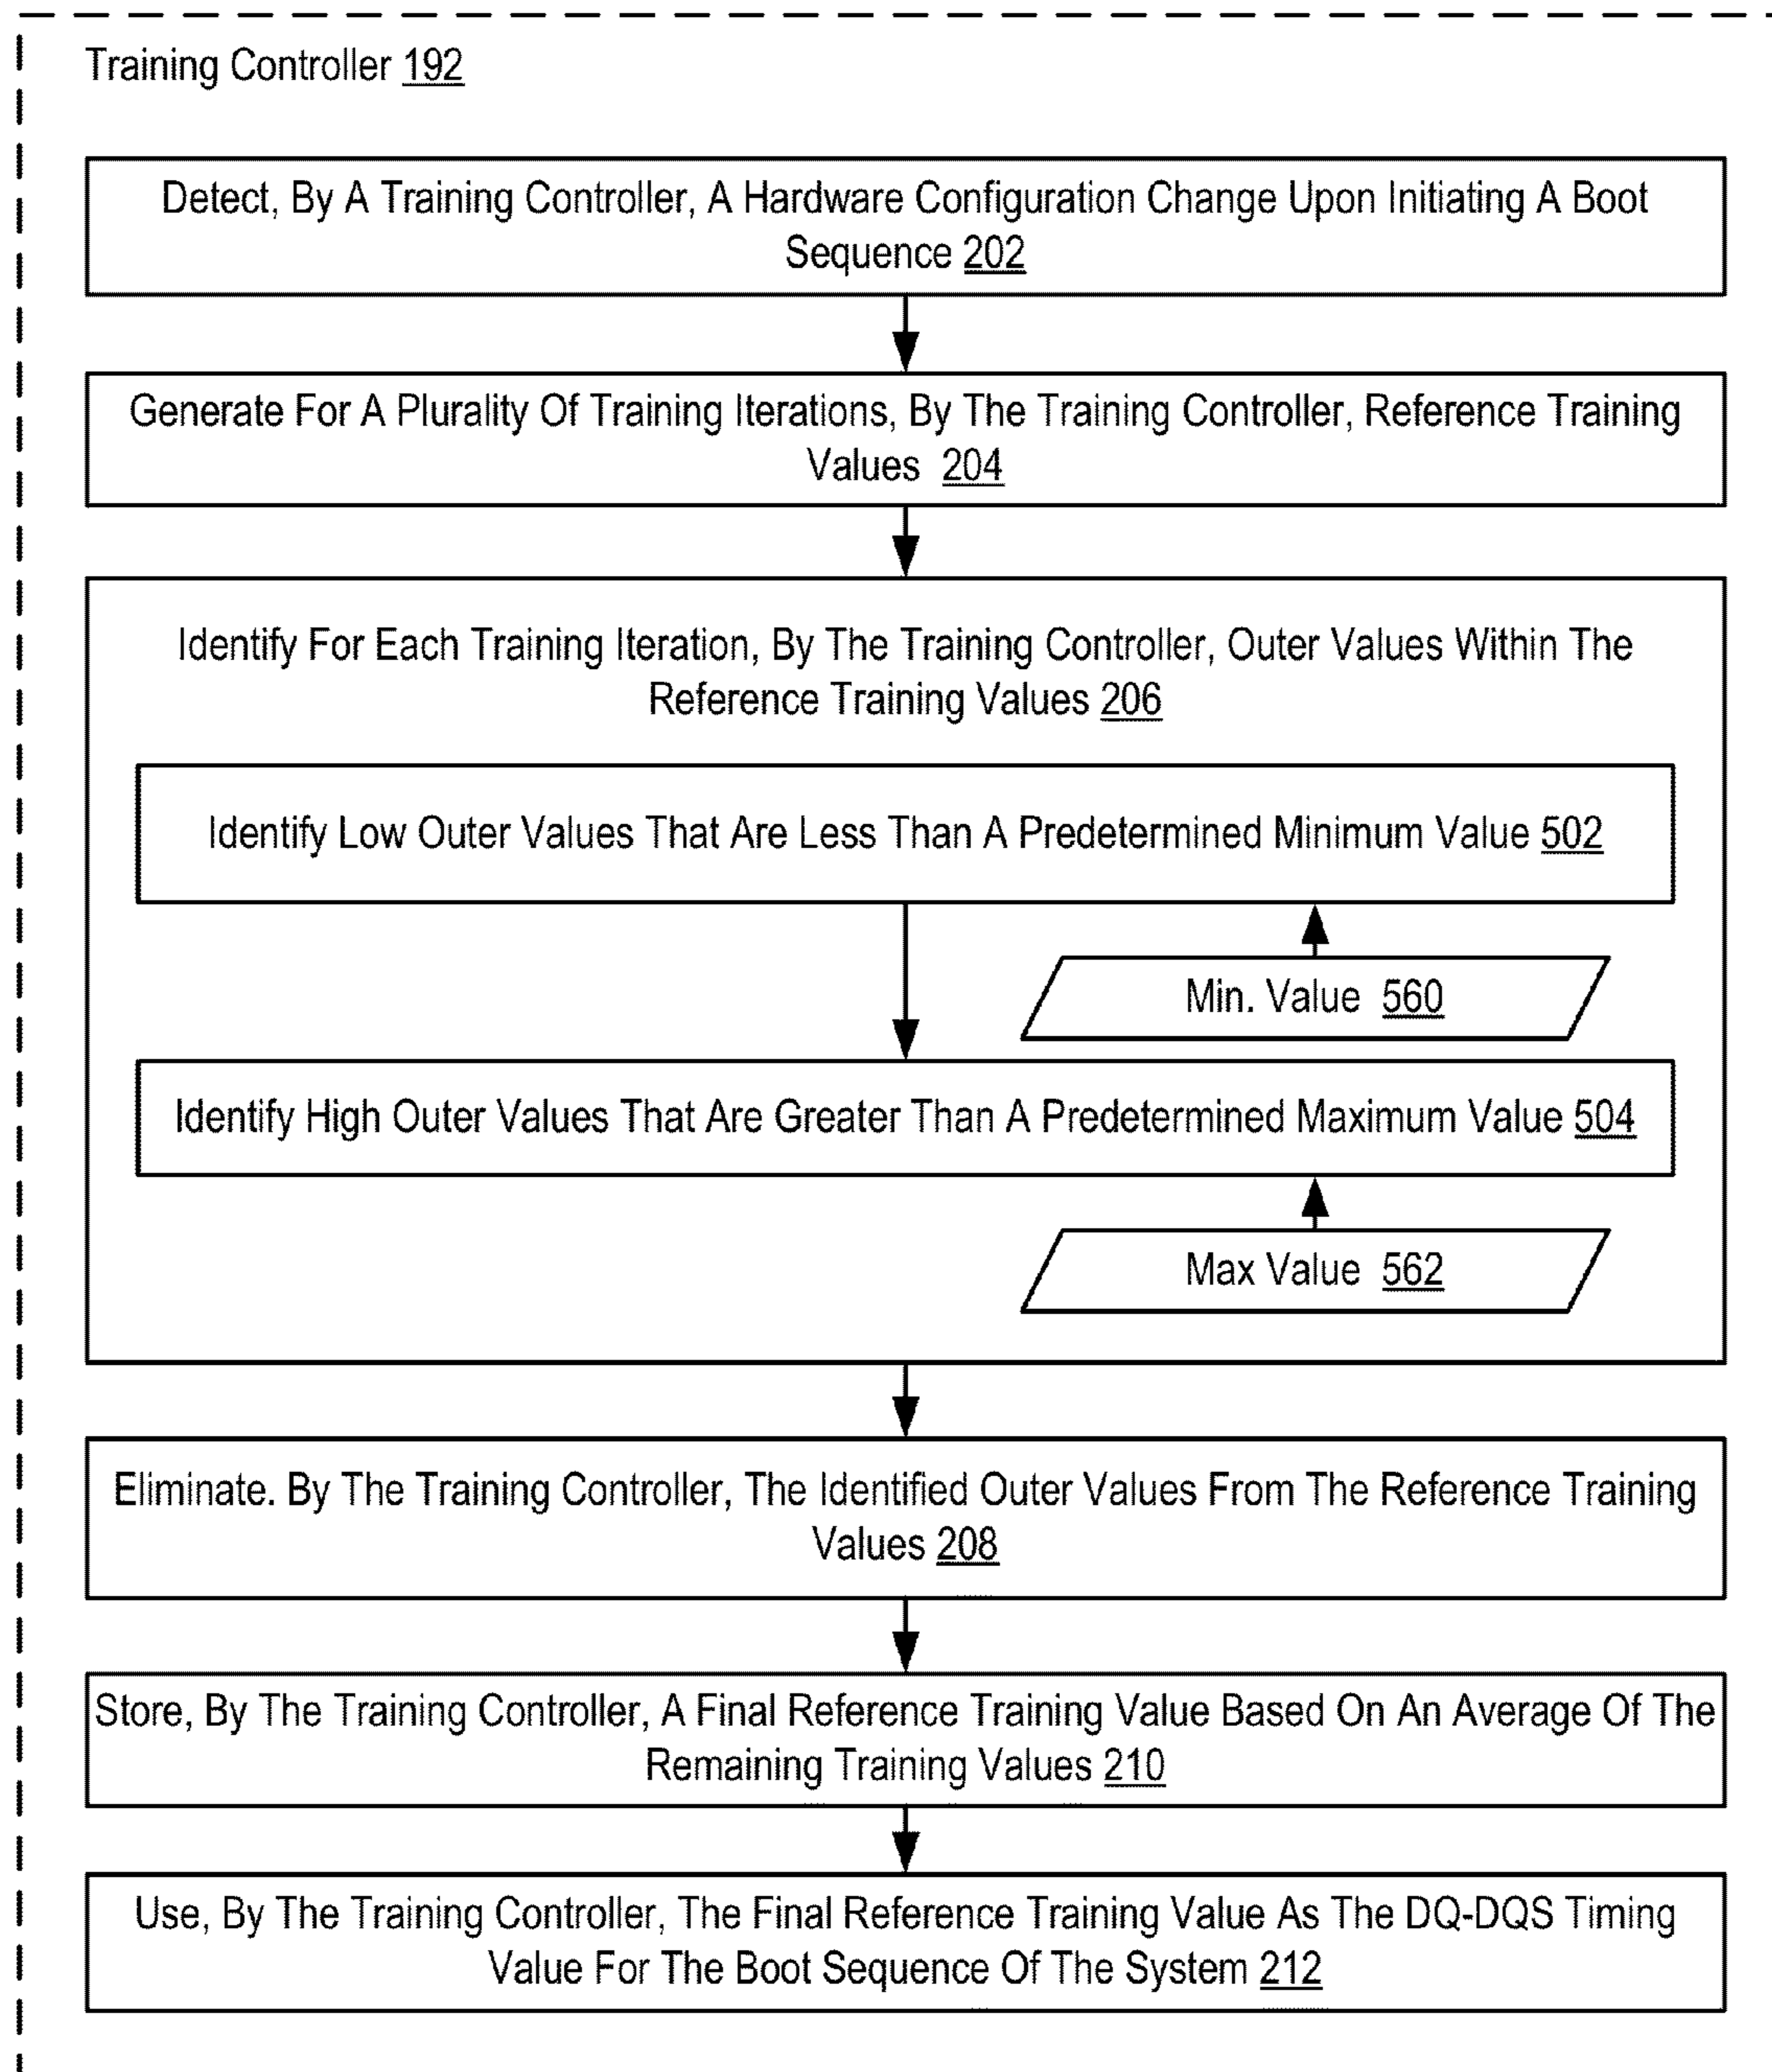 Training Controller 192
Detect, By A Training Controller, A Hardware Configuration Change Upon Initiating A Boot
Sequence 202
Generate For A Plurality Of Training Iterations, By The Training Controller, Reference Training
Values 204
Identify For Each Training Iteration, By The Training Controller, Outer Values Within The
Reference Training Values 206
Identify Low Outer Values That Are Less Than A Predetermined Minimum Value 502
Min. Value 560
Identify High Outer Values That Are Greater Than A Predetermined Maximum Value 504
Max Value 562
Eliminate. By The Training Controller, The Identified Outer Values From The Reference Training
Values 208
Store, By The Training Controller, A Final Reference Training Value Based On An Average Of The
Remaining Training Values 210
Use, By The Training Controller, The Final Reference Training Value As The DQ-DQS Timing
Value For The Boot Sequence Of The System 212